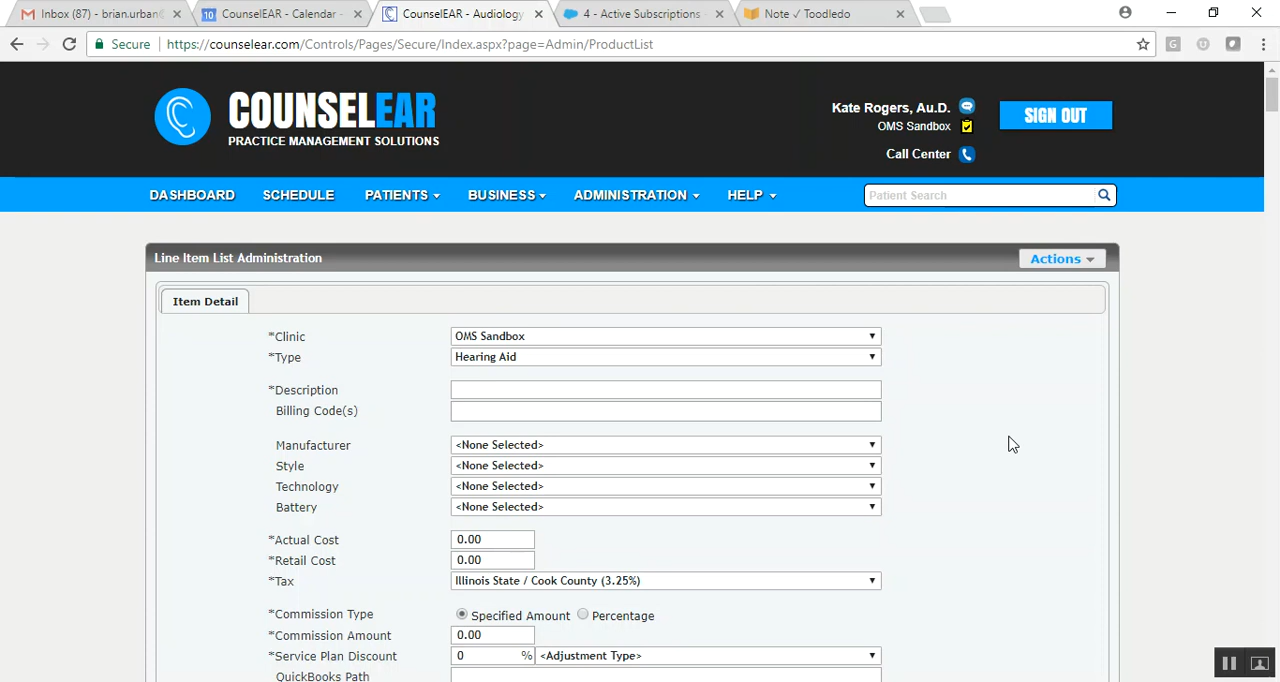 Inbox (87) - brian.urban
CounselEAR - Calendar -
CounselEAR - Audiology
4 - Active Subscriptions -
Note ✓ Toodledo
Secure https://counselear.com/Controls/Pages/Secure/Index.aspx?page=Admin/ProductList
COUNSELEAR
PRACTICE MANAGEMENT SOLUTIONS
Kate Rogers, Au.D.
OMS Sandbox
Call Center
SIGN OUT
DASHBOARD SCHEDULE PATIENTS BUSINESS ADMINISTRATION HELP Patient Search
Line Item List Administration Actions
Item Detail
*Clinic OMS Sandbox
*Type Hearing Aid
*Description
Billing Code(s)
Manufacturer <None Selected>
Style <None Selected>
Technology <None Selected>
Battery <None Selected>
*Actual Cost 0.00
*Retail Cost 0.00
*Tax Illinois State / Cook County (3.25%)
*Commission Type Specified Amount Percentage
*Commission Amount 0.00
*Service Plan Discount 0 % <Adjustment Type>
QuickBooks Path